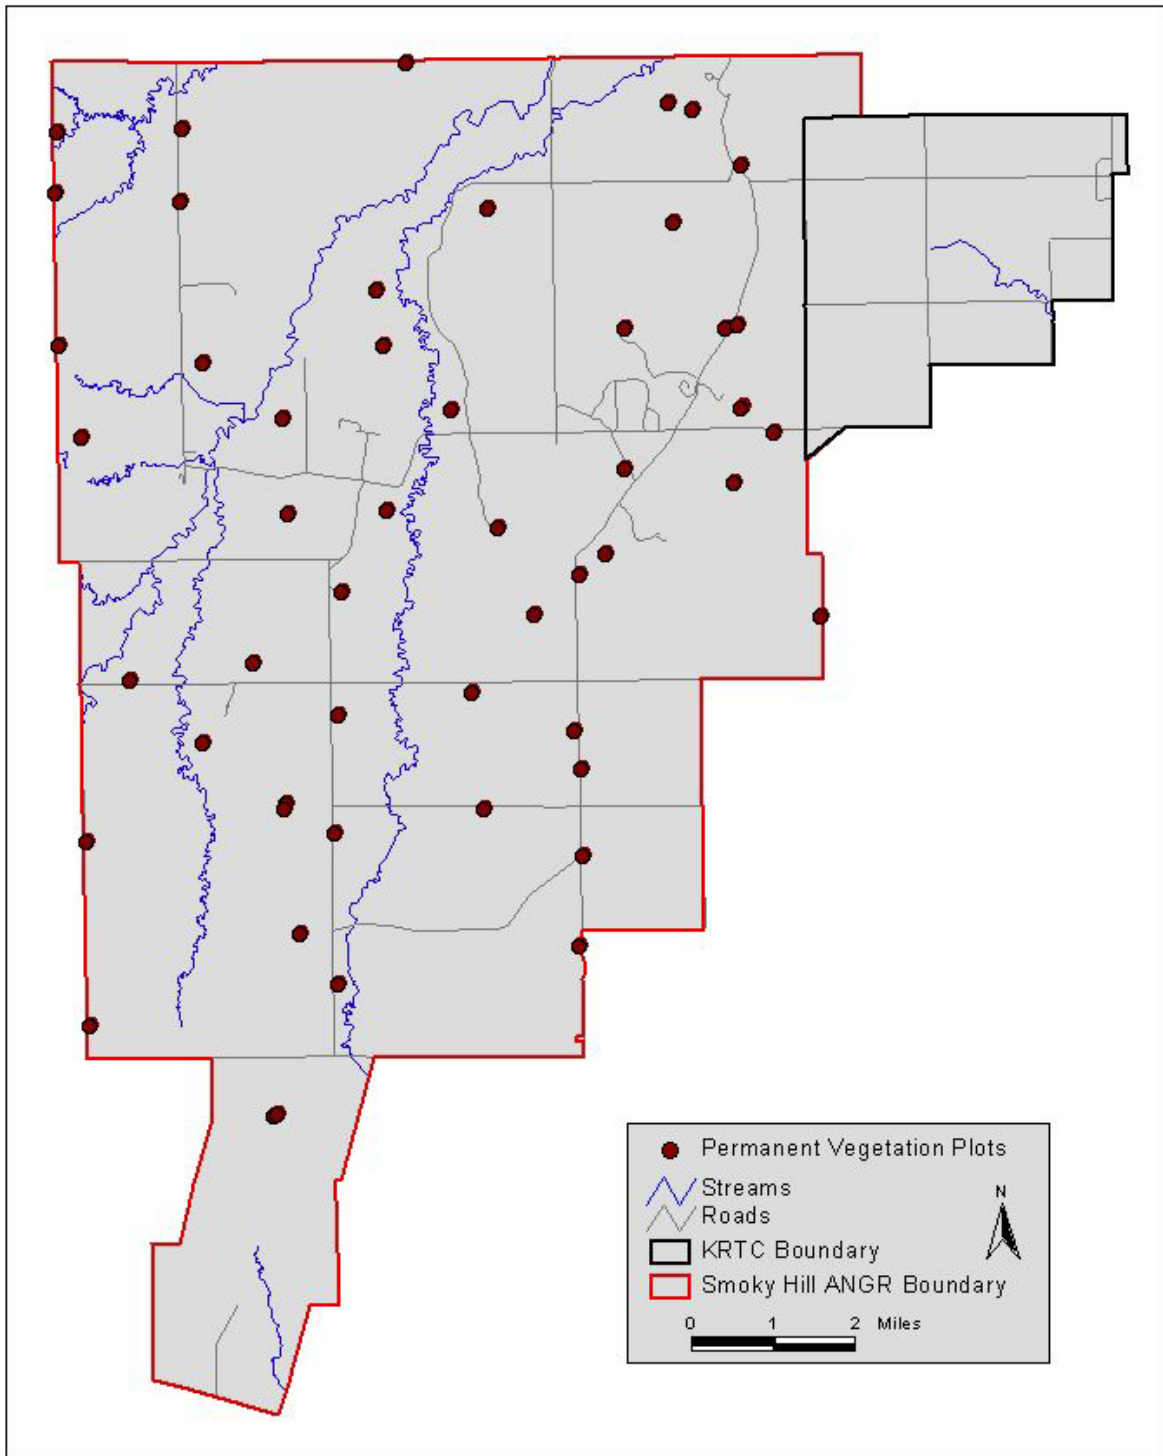 Permanent Vegetation Plots
Streams
Roads
N
KRTC Boundary
Smoky Hill ANGR Boundary
0 1 2 Miles